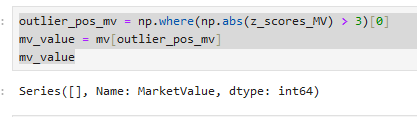 : outlier_pos_mv = np.where(np.abs(z_scores_MV) > 3)[0]
mv_value = mv[outlier_pos_mv]
mv_value
: Series([], Name: MarketValue, dtype: int64)